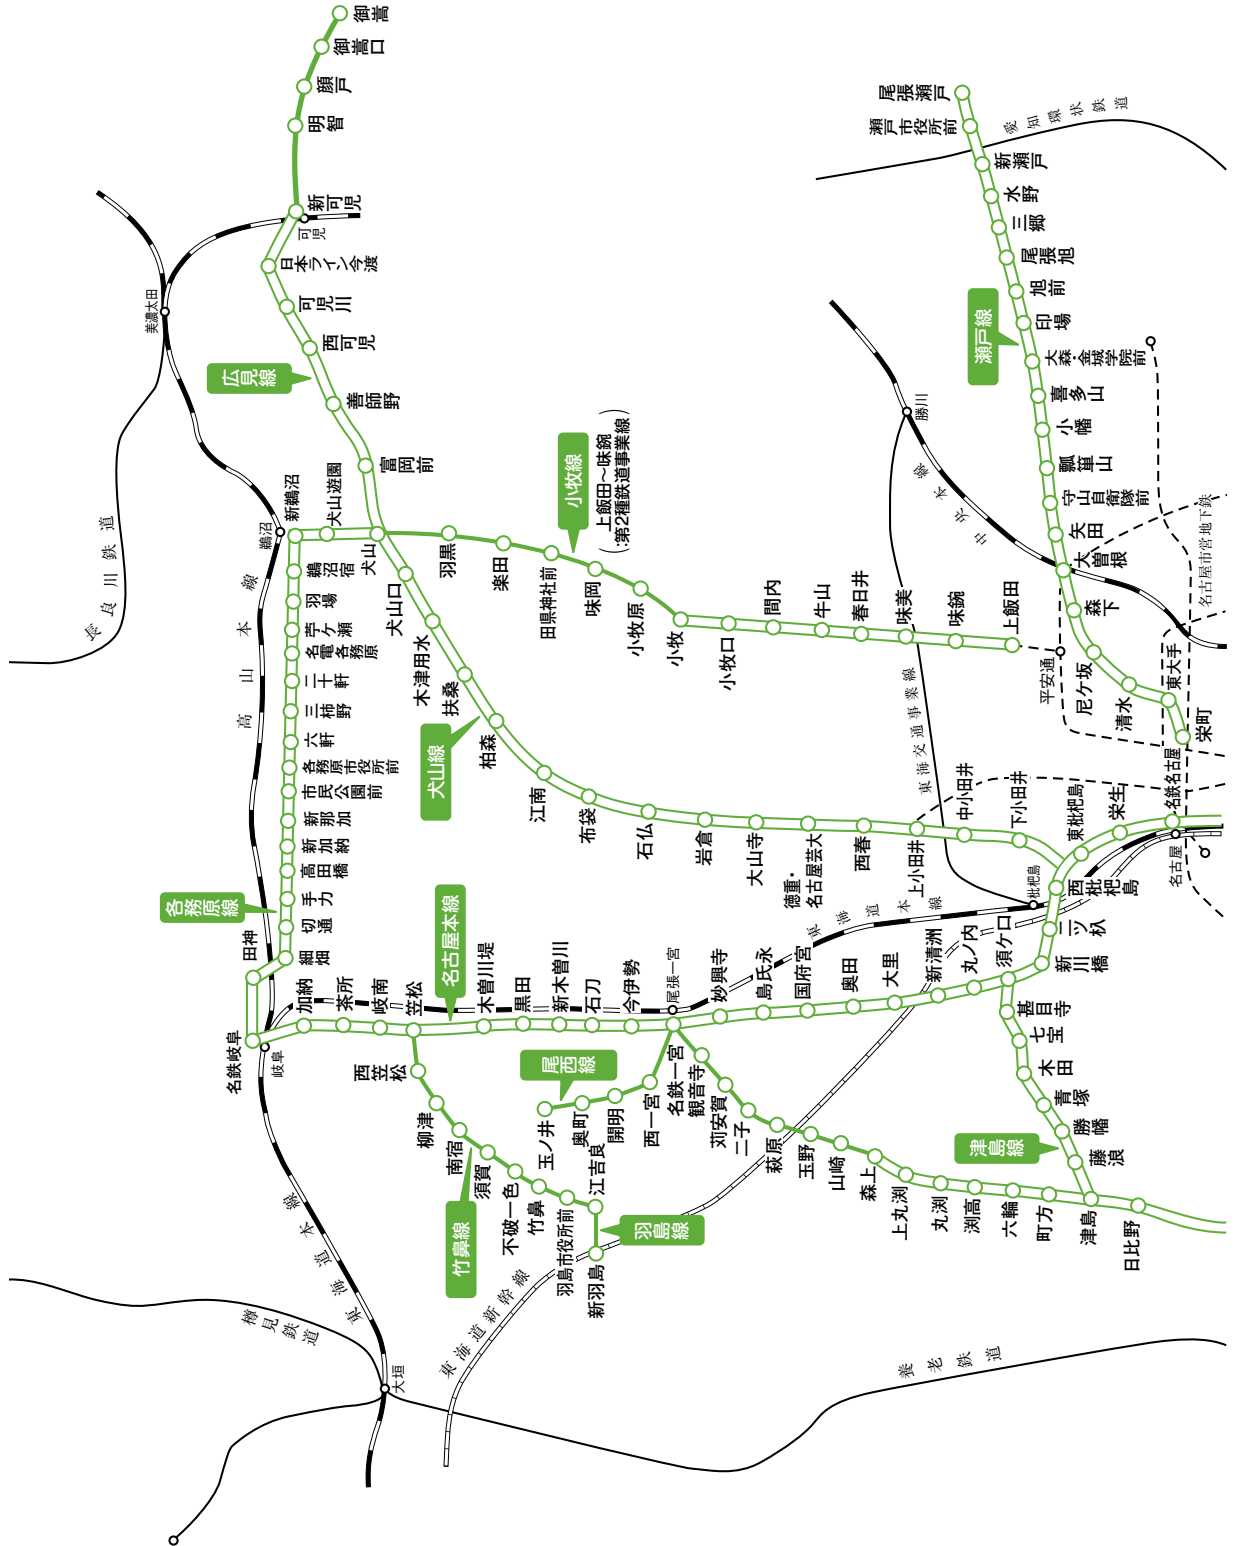 御嵩
御嵩口
顔戸
明智
新可児
可児
日本ライン今渡
可児川
西可児
広見線
善師野
富岡前
美濃太田
長良川鉄道
鵜沼
新鵜沼
犬山遊園
犬山
高山本線
鵜沼宿
羽場
苧ヶ瀬
名電各務原
二十軒
三柿野
六軒
各務原市役所前
市民公園前
新那加
新加納
高田橋
手力
切通
細畑
田神
各務原線
名鉄岐阜
岐阜
羽黒
楽田
田県神社前
味岡
小牧原
小牧
小牧口
間内
牛山
春日井
味美
味鋺
上飯田
小牧線
(上飯田〜味鋺
:第2種鉄道事業線)
犬山口
木津用水
扶桑
柏森
江南
布袋
石仏
岩倉
大山寺
徳重・
名古屋芸大
西春
上小田井
中小田井
下小田井
犬山線
尾張瀬戸
瀬戸市役所前
新瀬戸
水野
三郷
尾張旭
旭前
印場
大森・金城学院前
喜多山
小幡
瓢箪山
守山自衛隊前
矢田
大曽根
森下
尼ケ坂
清水
東大手
栄町
瀬戸線
愛知環状鉄道
勝川
中央本線
名古屋市営地下鉄
平安通
東海交通事業線
枇杷島
東枇杷島
栄生
名鉄名古屋
名古屋
西枇杷島
二ツ杁
新川橋
須ケ口
丸ノ内
新清洲
大里
奥田
国府宮
島氏永
妙興寺
尾張一宮
名鉄一宮
今伊勢
石刀
新木曽川
黒田
木曽川堤
笠松
岐南
茶所
加納
名古屋本線
東海道本線
西笠松
柳津
南宿
須賀
不破一色
竹鼻
羽島市役所前
江吉良
新羽島
竹鼻線
羽島線
玉ノ井
奥町
開明
西一宮
尾西線
観音寺
苅安賀
二子
萩原
玉野
山崎
森上
上丸渕
丸渕
渕高
六輪
町方
津島
日比野
甚目寺
七宝
木田
青塚
勝幡
藤浪
津島線
東海道本線
東海道新幹線
樽見鉄道
大垣
養老鉄道